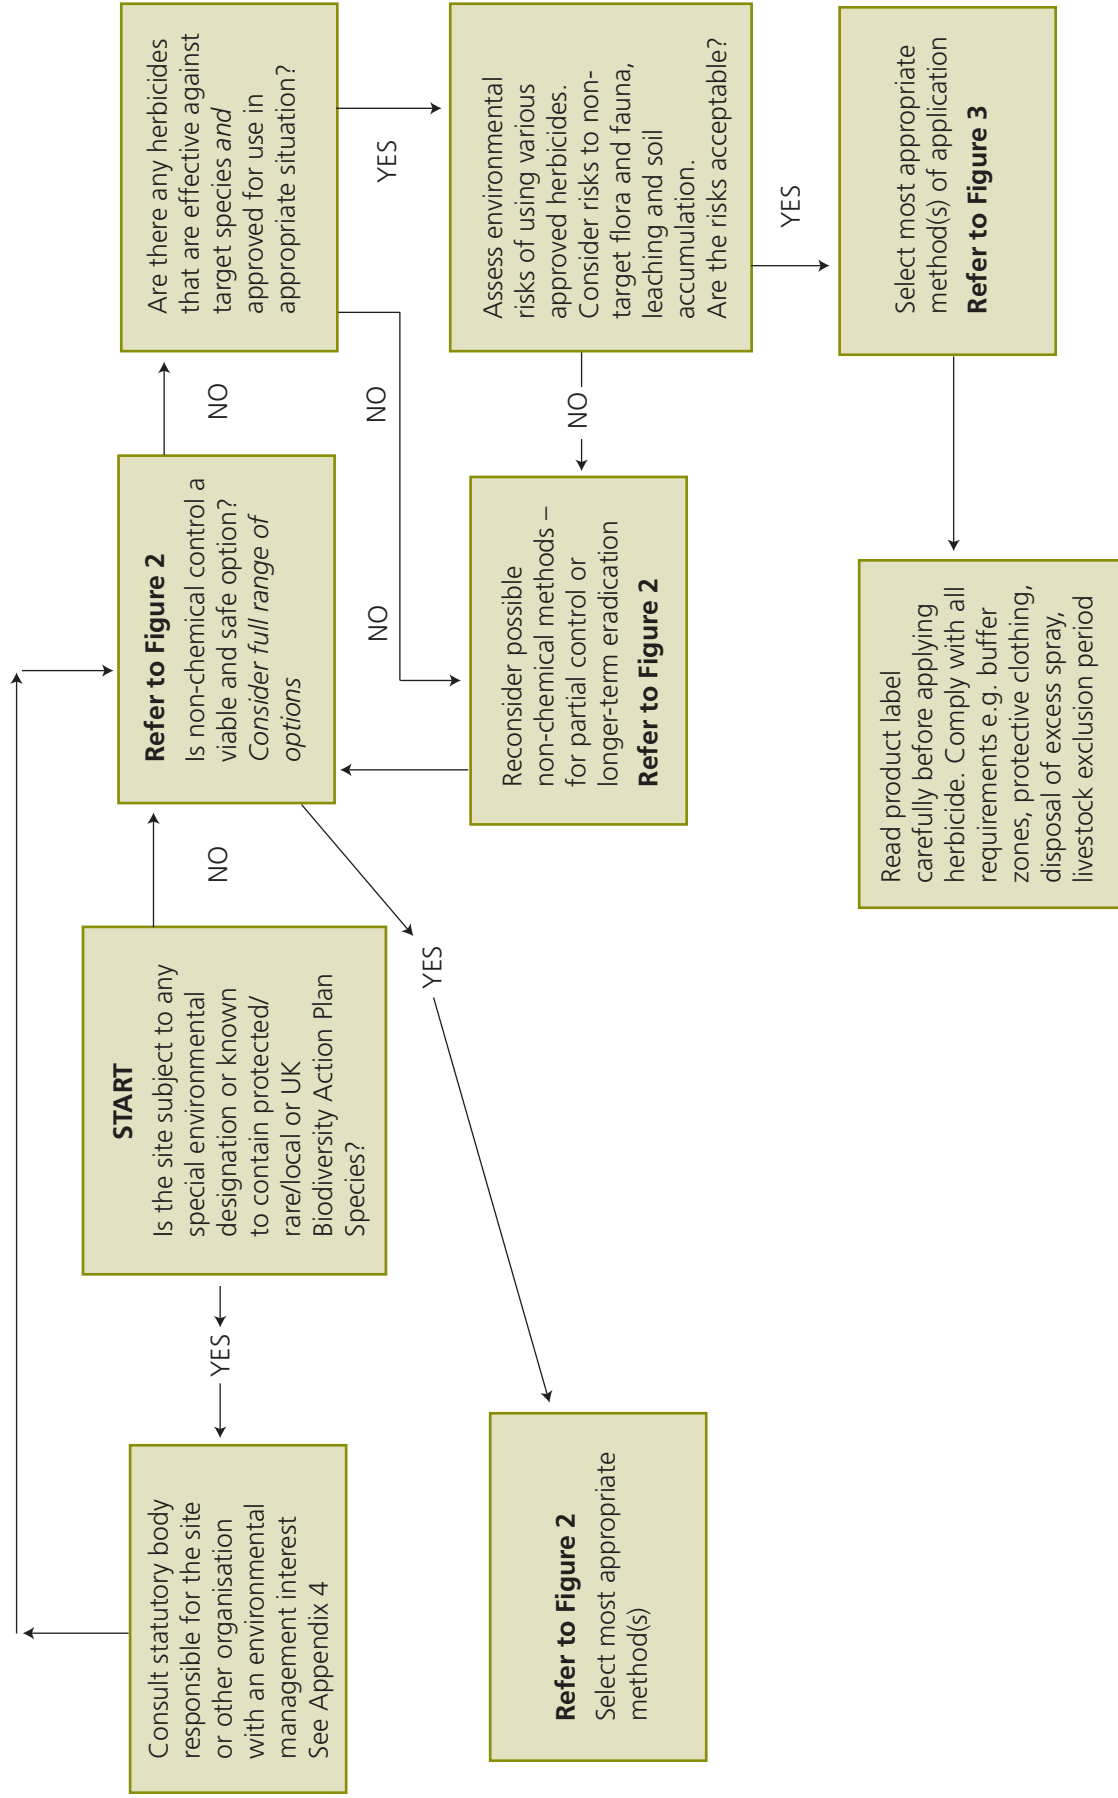 Consult statutory body
responsible for the site
or other organisation
with an environmental
management interest
See Appendix 4
YES
START
Is the site subject to any
special environmental
designation or known
to contain protected/
rare/local or UK
Biodiversity Action Plan
Species?
NO
Refer to Figure 2
Is non-chemical control a
viable and safe option?
Consider full range of
options
NO
Are there any herbicides
that are effective against
target species and
approved for use in
appropriate situation?
YES
Refer to Figure 2
Select most appropriate
method(s)
NO
NO
YES
Reconsider possible
non-chemical methods –
for partial control or
longer-term eradication
Refer to Figure 2
NO
Assess environmental
risks of using various
approved herbicides.
Consider risks to non-
target flora and fauna,
leaching and soil
accumulation.
Are the risks acceptable?
YES
Read product label
carefully before applying
herbicide. Comply with all
requirements e.g. buffer
zones, protective clothing,
disposal of excess spray,
livestock exclusion period
Select most appropriate
method(s) of application
Refer to Figure 3